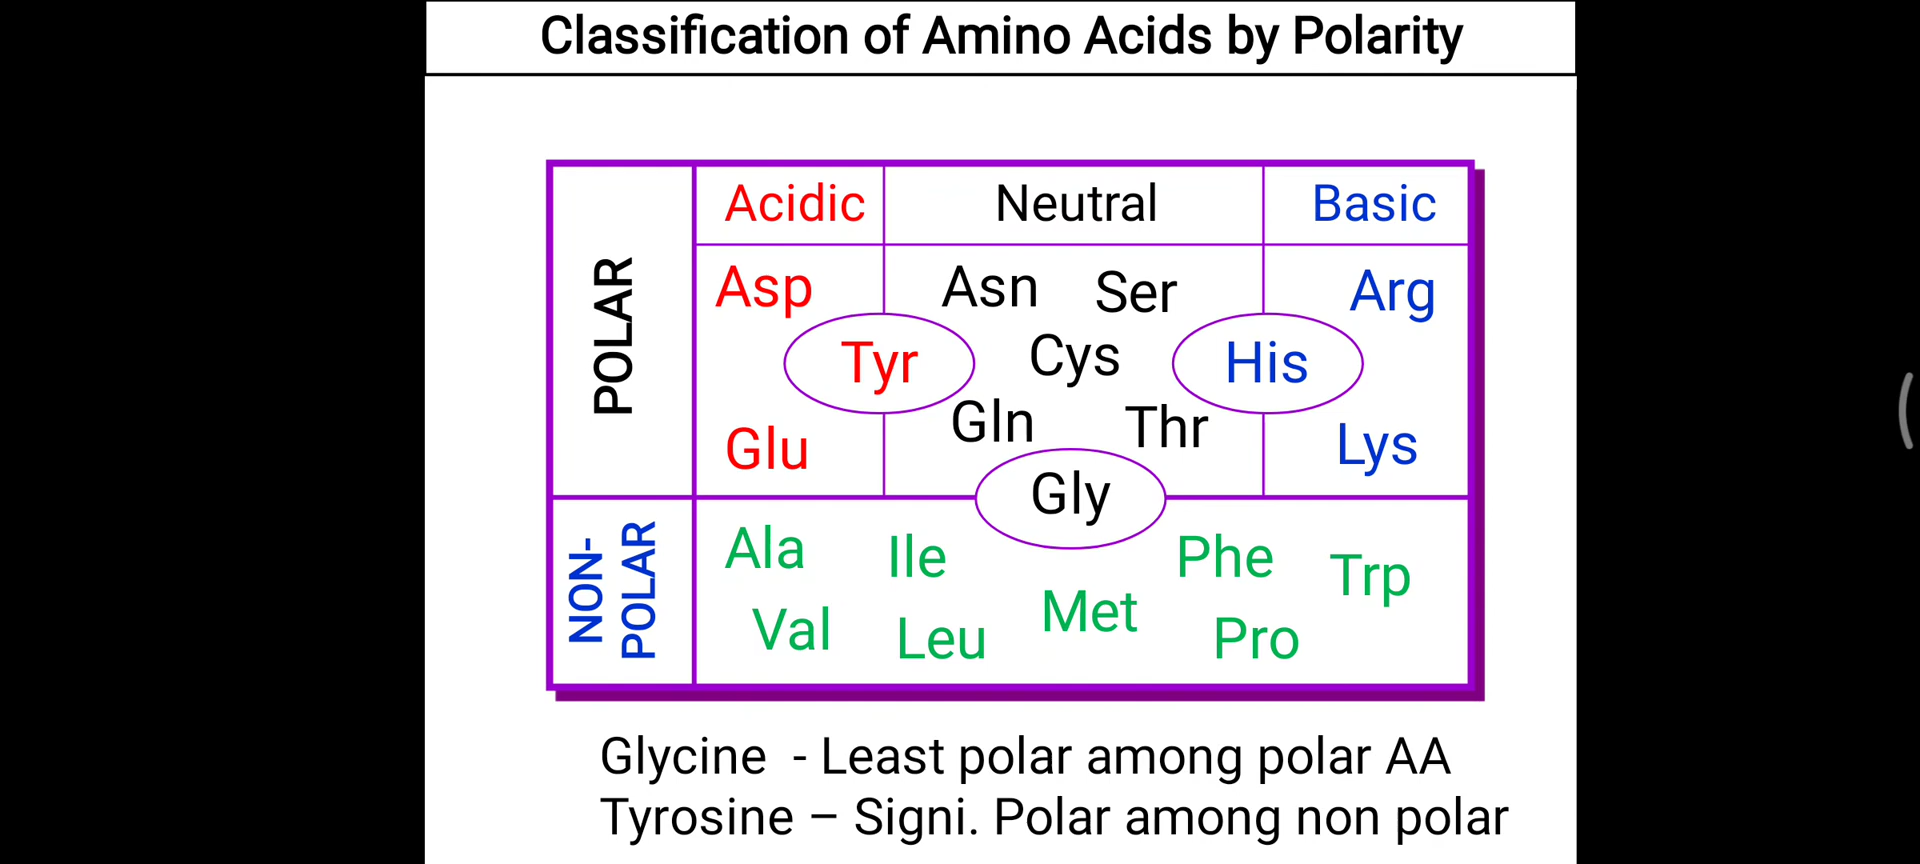 Classification of Amino Acids by Polarity
POLAR
Acidic Neutral Basic
Asp Asn Ser Arg
Tyr Cys His
Glu Gln Thr Lys
Gly
NON-
POLAR
Ala Ile Phe Trp
Val Leu Met Pro
Glycine - Least polar among polar AA
Tyrosine – Signi. Polar among non polar